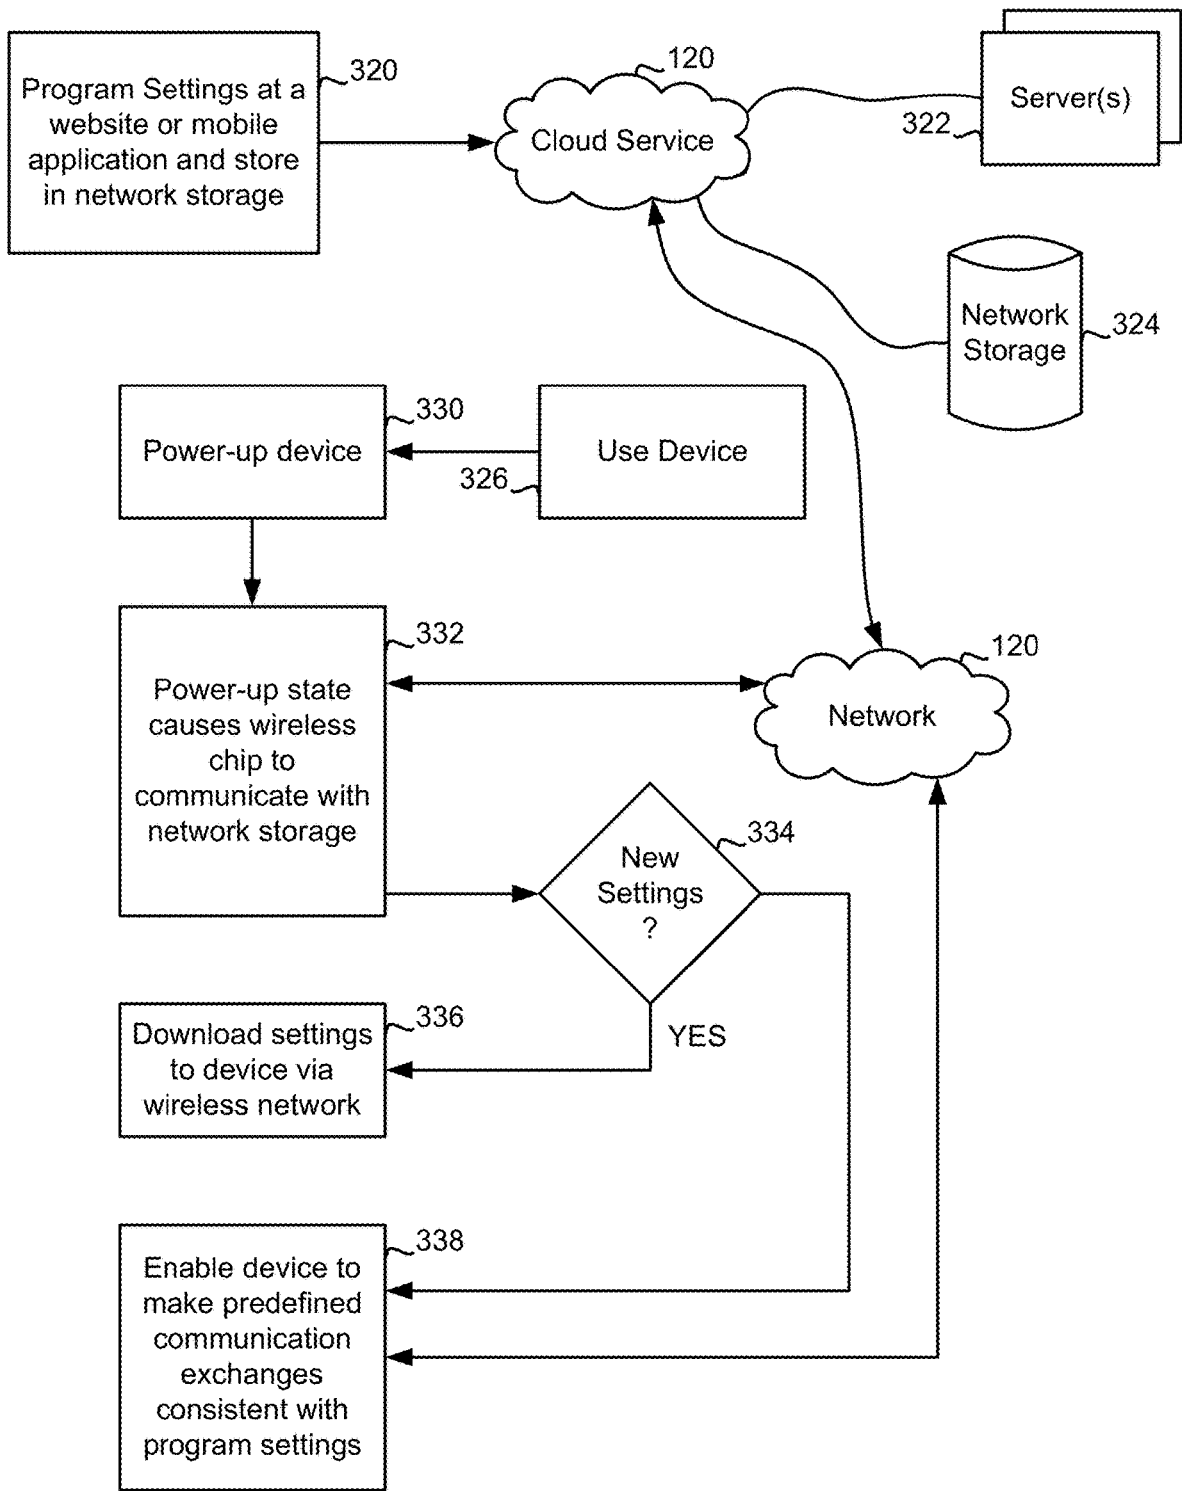 320
Program Settings at a
website or mobile
application and store
in network storage
120
Cloud Service
Server(s)
322
Network
Storage
324
330
Power-up device
Use Device
326
332
Power-up state
causes wireless
chip to
communicate with
network storage
120
Network
334
New
Settings
?
YES
336
Download settings
to device via
wireless network
338
Enable device to
make predefined
communication
exchanges
consistent with
program settings